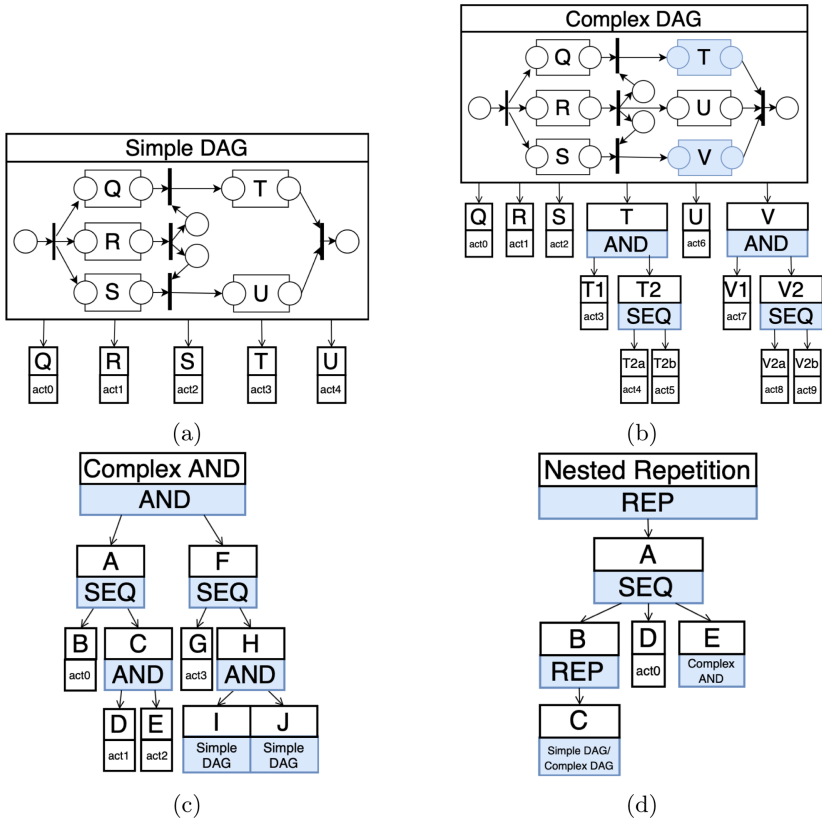 Simple DAG
Q T
R
S U
Q R S T U
act0 act1 act2 act3 act4
(a)
Complex DAG
Q T
R U
S V
Q R S T U V
act0 act1 act2 AND act6 AND
T1 T2 V1 V2
act3 SEQ act7 SEQ
T2a T2b V2a V2b
act4 act5 act8 act9
(b)
Complex AND
AND
A F
SEQ SEQ
B C G H
act0 AND act3 AND
D E I J
act1 act2 Simple Simple
DAG DAG
(c)
Nested Repetition
REP
A
SEQ
B D E
REP act0 Complex
AND
C
Simple DAG/
Complex DAG
(d)